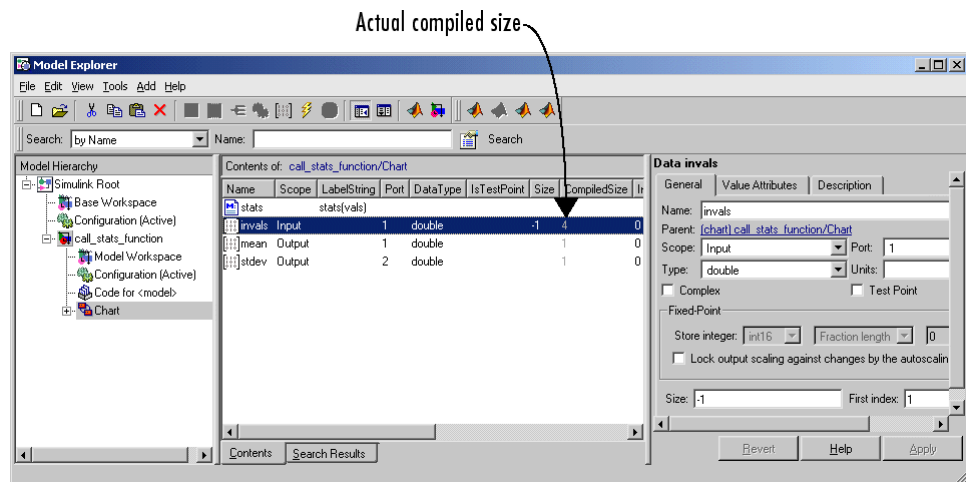 Actual compiled size
Model Explorer
File Edit View Tools Add Help
Search: by Name Name: Search
Model Hierarchy
Simulink Root
Base Workspace
Configuration (Active)
call_stats_function
Model Workspace
Configuration (Active)
Code for <model>
Chart
Contents of: call_stats_function/Chart
Name Scope LabelString Port DataType IsTestPoint Size CompiledSize
stats stats(vals)
invals Input 1 double -1 4 0
mean Output 1 double 1 0
stdev Output 2 double 1 0
Contents Search Results
Data invals
General Value Attributes Description
Name: invals
Parent: (chart) call_stats_function/Chart
Scope: Input Port: 1
Type: double Units:
Complex Test Point
Fixed-Point
Store integer: int16 Fraction length 0
Lock output scaling against changes by the autoscalin
Size: -1 First index: 1
Revert Help Apply